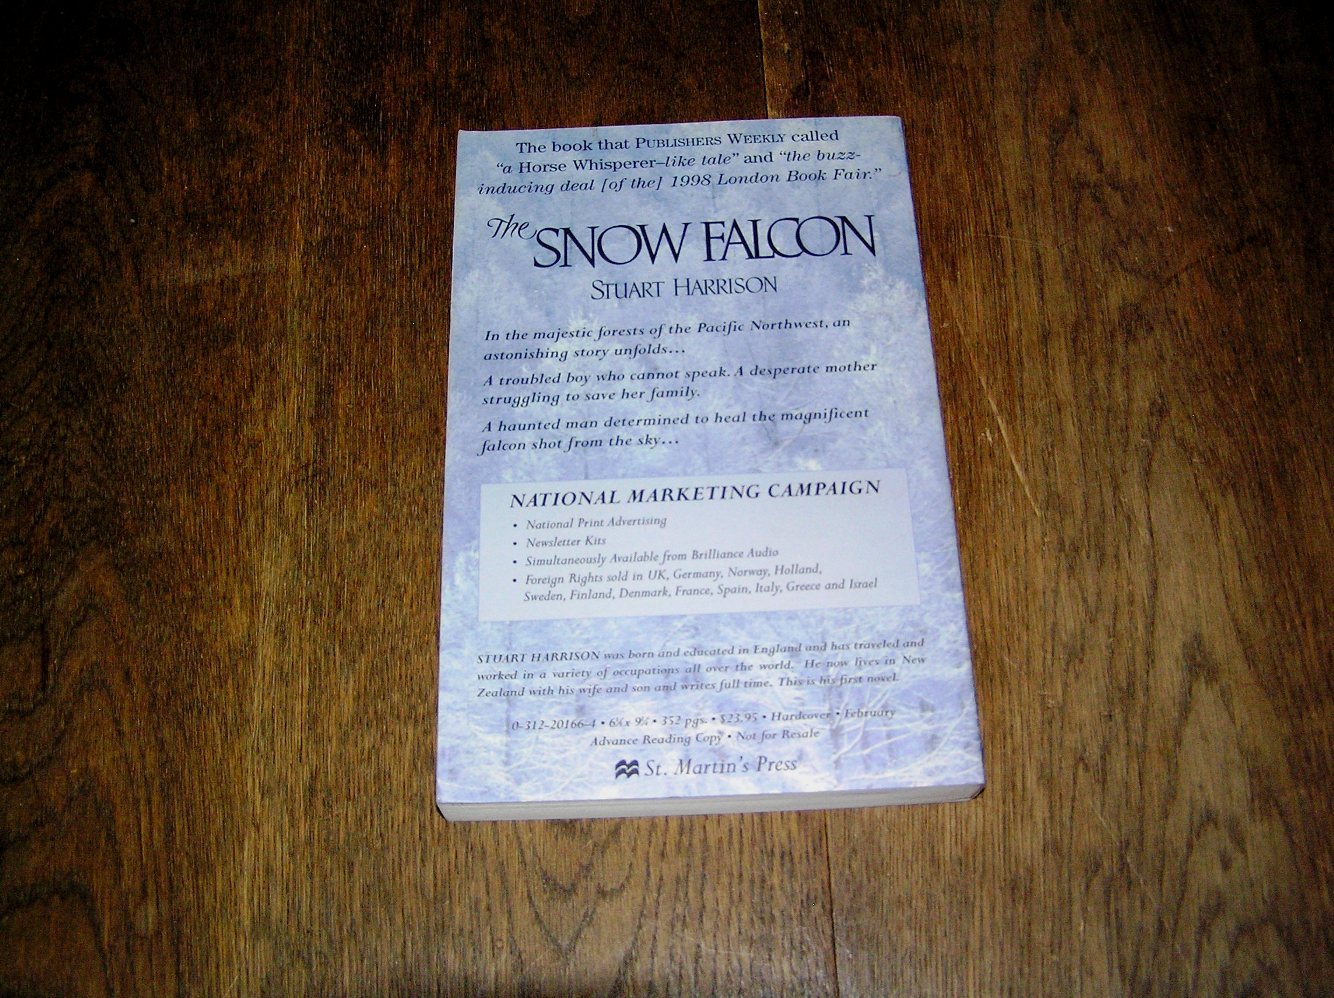 The book that PUBLISHERS WEEKLY called
"a Horse Whisperer–like tale" and "the buzz-
inducing deal [of the] 1998 London Book Fair."
The SNOW FALCON
STUART HARRISON
In the majestic forests of the Pacific Northwest, an
astonishing story unfolds...
A troubled boy who cannot speak. A desperate mother
struggling to save her family.
A haunted man determined to heal the magnificent
falcon shot from the sky...
NATIONAL MARKETING CAMPAIGN
• National Print Advertising
• Newsletter Kits
• Simultaneously Available from Brilliance Audio
• Foreign Rights sold in UK, Germany, Norway, Holland,
Sweden, Finland, Denmark, France, Spain, Italy, Greece and Israel
STUART HARRISON was born and educated in England and has traveled and
worked in a variety of occupations all over the world. He now lives in New
Zealand with his wife and son and writes full time. This is his first novel.
0-312-20166-4 • 6⅛ x 9¼ • 352 pgs. • $23.95 • Hardcover • February
Advance Reading Copy • Not for Resale
St. Martin's Press